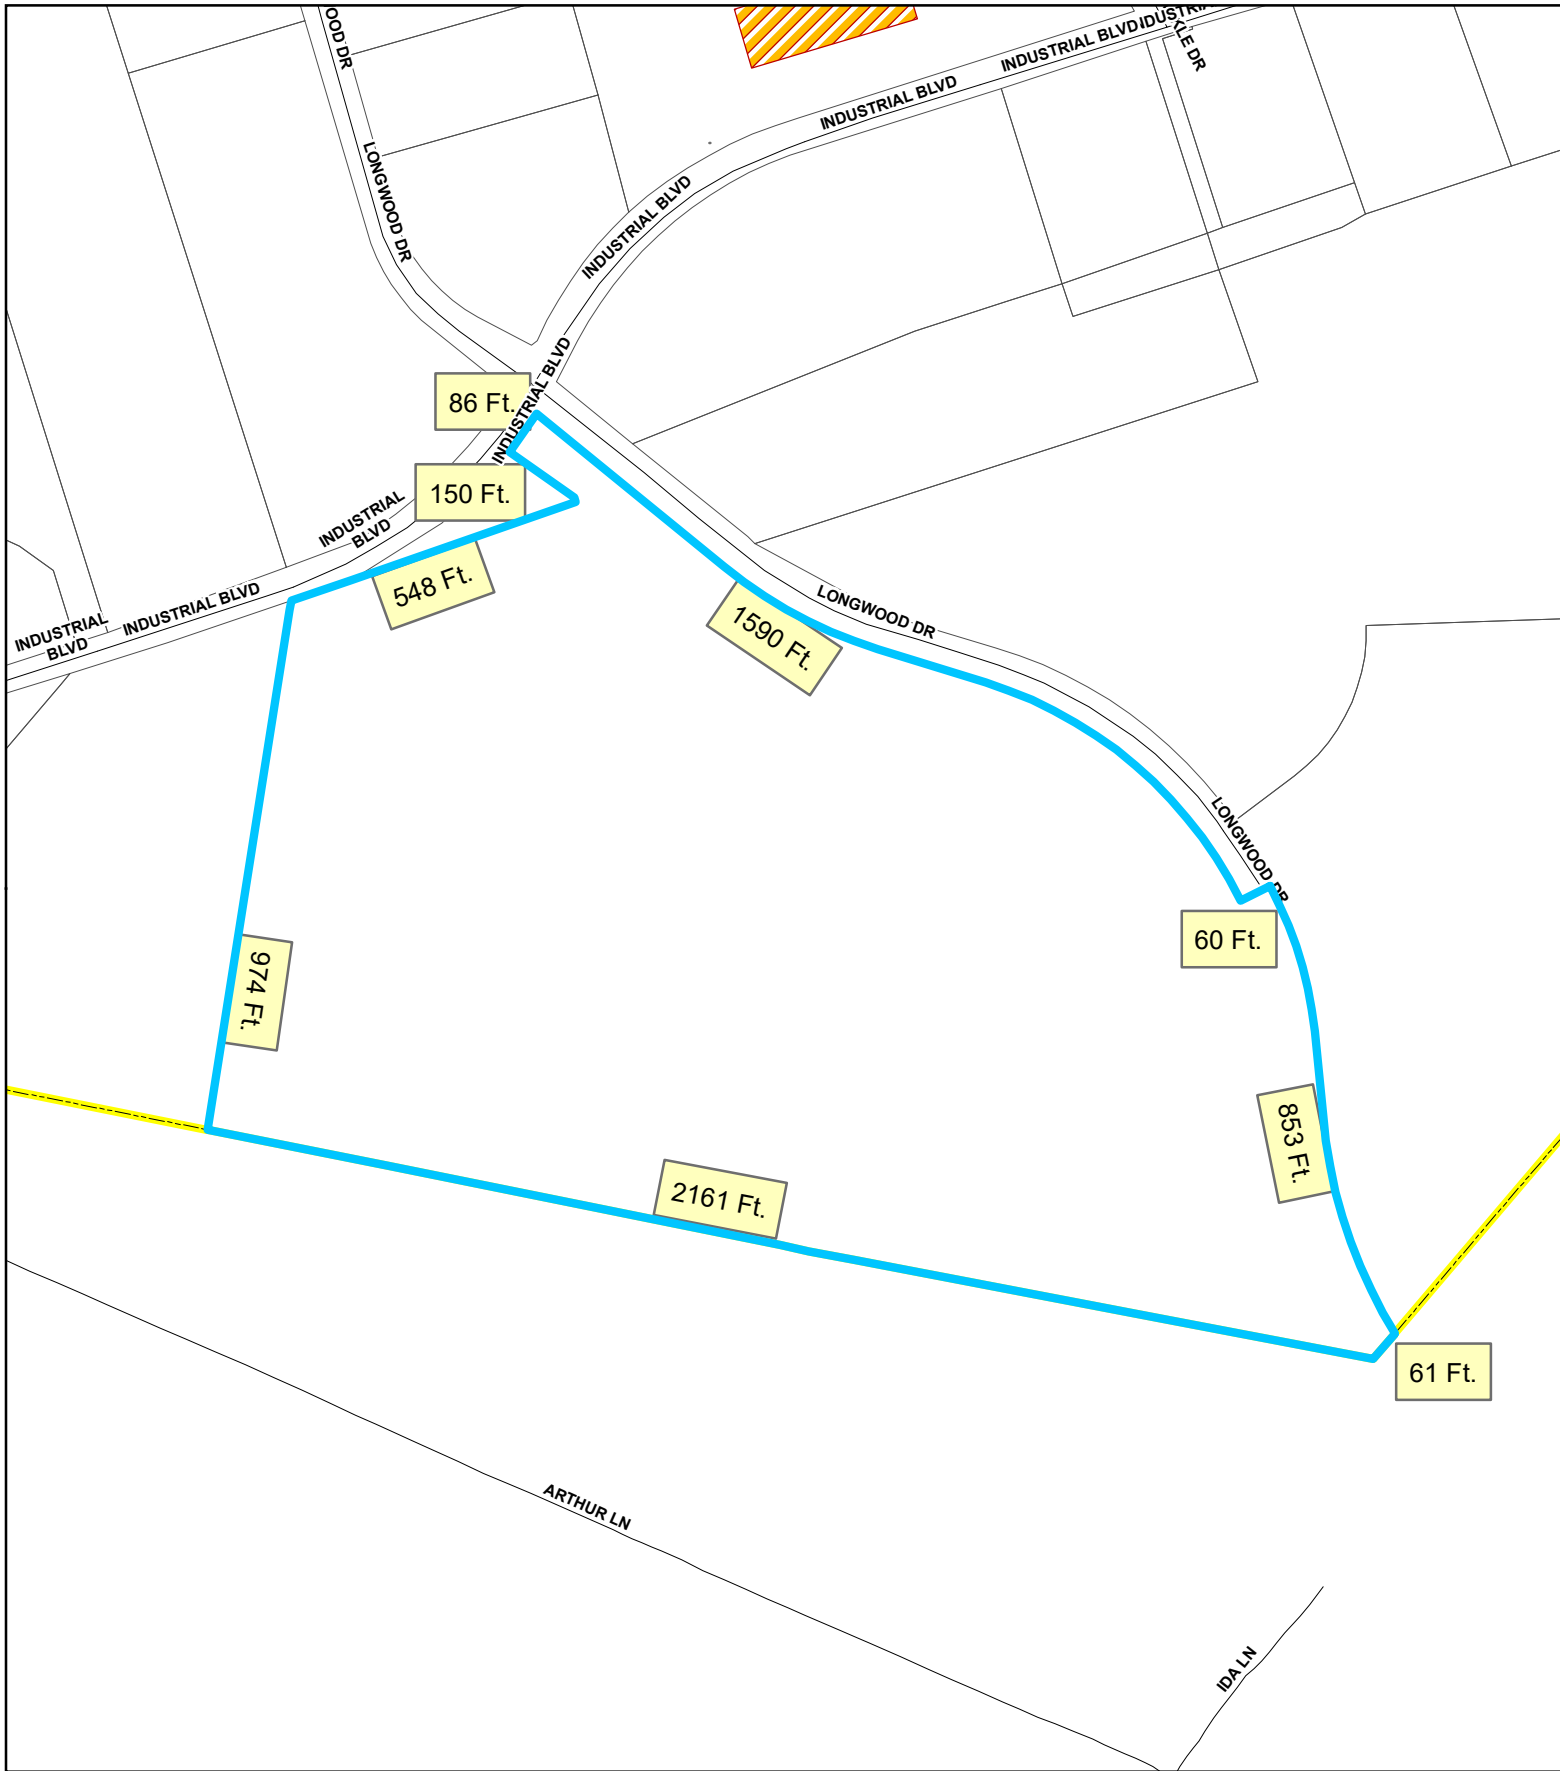 OOD DR
INDUSTRIAL BLVD
INDUSTRIAL BLVD
INDUSTRI
KLE DR
LONGWOOD DR
INDUSTRIAL BLVD
INDUSTRIAL BLVD
86 Ft.
150 Ft.
INDUSTRIAL
BLVD
548 Ft.
INDUSTRIAL BLVD
INDUSTRIAL
BLVD
LONGWOOD DR
1590 Ft.
LONGWOOD DR
60 Ft.
974 Ft.
853 Ft.
2161 Ft.
61 Ft.
ARTHUR LN
IDA LN